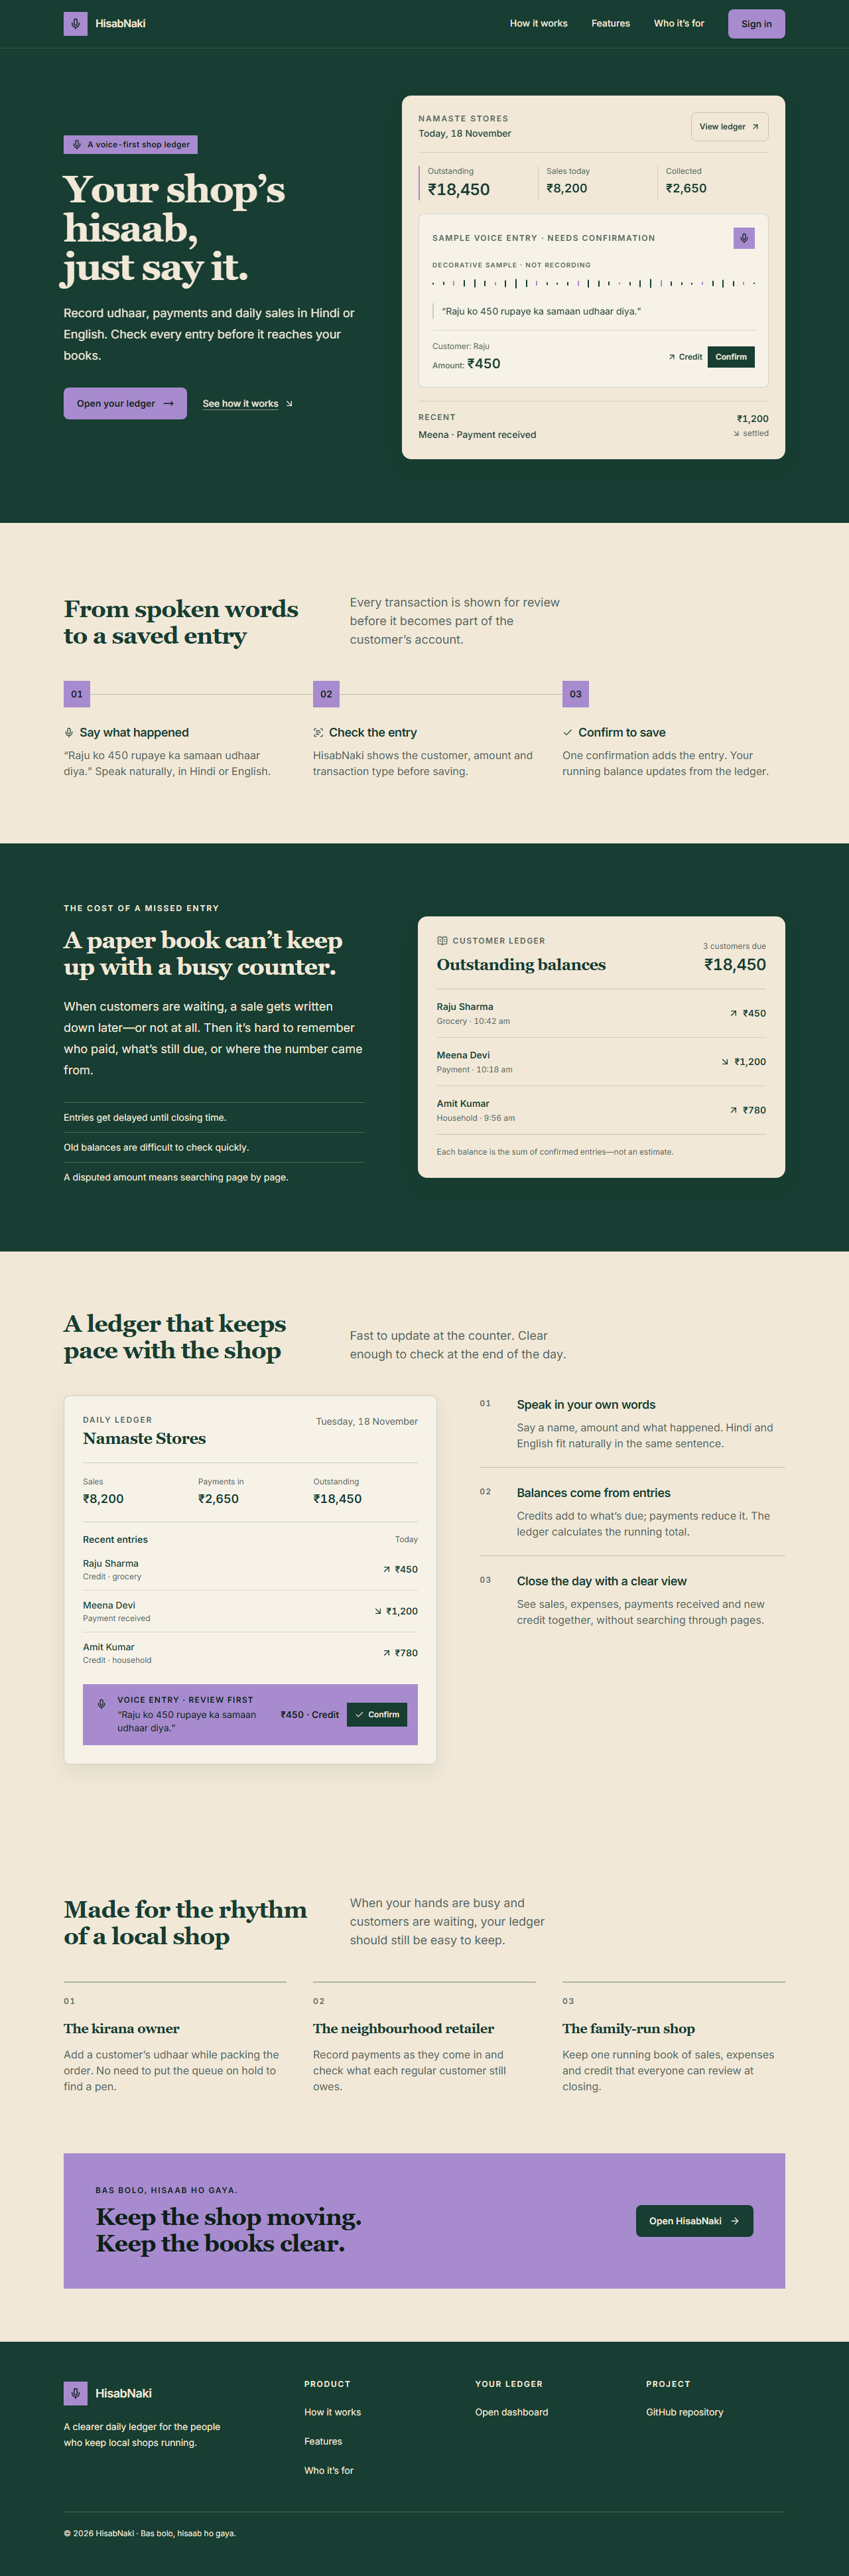 HisabNaki
How it works
Features
Who it’s for
Sign in
A voice-first shop ledger
Your shop’s
hisaab,
just say it.
Record udhaar, payments and daily sales in Hindi or
English. Check every entry before it reaches your
books.
Open your ledger
See how it works
NAMASTE STORES
Today, 18 November
View ledger
Outstanding
₹18,450
Sales today
₹8,200
Collected
₹2,650
SAMPLE VOICE ENTRY · NEEDS CONFIRMATION
DECORATIVE SAMPLE · NOT RECORDING
“Raju ko 450 rupaye ka samaan udhaar diya.”
Customer: Raju
Amount: ₹450
Credit
Confirm
RECENT
Meena · Payment received
₹1,200
settled
From spoken words
to a saved entry
Every transaction is shown for review
before it becomes part of the
customer’s account.
01
02
03
Say what happened
“Raju ko 450 rupaye ka samaan udhaar
diya.” Speak naturally, in Hindi or English.
Check the entry
HisabNaki shows the customer, amount and
transaction type before saving.
Confirm to save
One confirmation adds the entry. Your
running balance updates from the ledger.
THE COST OF A MISSED ENTRY
A paper book can’t keep
up with a busy counter.
When customers are waiting, a sale gets written
down later—or not at all. Then it’s hard to remember
who paid, what’s still due, or where the number came
from.
Entries get delayed until closing time.
Old balances are difficult to check quickly.
A disputed amount means searching page by page.
CUSTOMER LEDGER
Outstanding balances
3 customers due
₹18,450
Raju Sharma
Grocery · 10:42 am
₹450
Meena Devi
Payment · 10:18 am
₹1,200
Amit Kumar
Household · 9:56 am
₹780
Each balance is the sum of confirmed entries—not an estimate.
A ledger that keeps
pace with the shop
Fast to update at the counter. Clear
enough to check at the end of the day.
DAILY LEDGER
Namaste Stores
Tuesday, 18 November
Sales
₹8,200
Payments in
₹2,650
Outstanding
₹18,450
Recent entries
Today
Raju Sharma
Credit · grocery
₹450
Meena Devi
Payment received
₹1,200
Amit Kumar
Credit · household
₹780
VOICE ENTRY · REVIEW FIRST
“Raju ko 450 rupaye ka samaan
udhaar diya.”
₹450 · Credit
Confirm
01
Speak in your own words
Say a name, amount and what happened. Hindi and
English fit naturally in the same sentence.
02
Balances come from entries
Credits add to what’s due; payments reduce it. The
ledger calculates the running total.
03
Close the day with a clear view
See sales, expenses, payments received and new
credit together, without searching through pages.
Made for the rhythm
of a local shop
When your hands are busy and
customers are waiting, your ledger
should still be easy to keep.
01
The kirana owner
Add a customer’s udhaar while packing the
order. No need to put the queue on hold to
find a pen.
02
The neighbourhood retailer
Record payments as they come in and
check what each regular customer still
owes.
03
The family-run shop
Keep one running book of sales, expenses
and credit that everyone can review at
closing.
BAS BOLO, HISAAB HO GAYA.
Keep the shop moving.
Keep the books clear.
Open HisabNaki
HisabNaki
A clearer daily ledger for the people
who keep local shops running.
PRODUCT
How it works
Features
Who it’s for
YOUR LEDGER
Open dashboard
PROJECT
GitHub repository
© 2026 HisabNaki · Bas bolo, hisaab ho gaya.